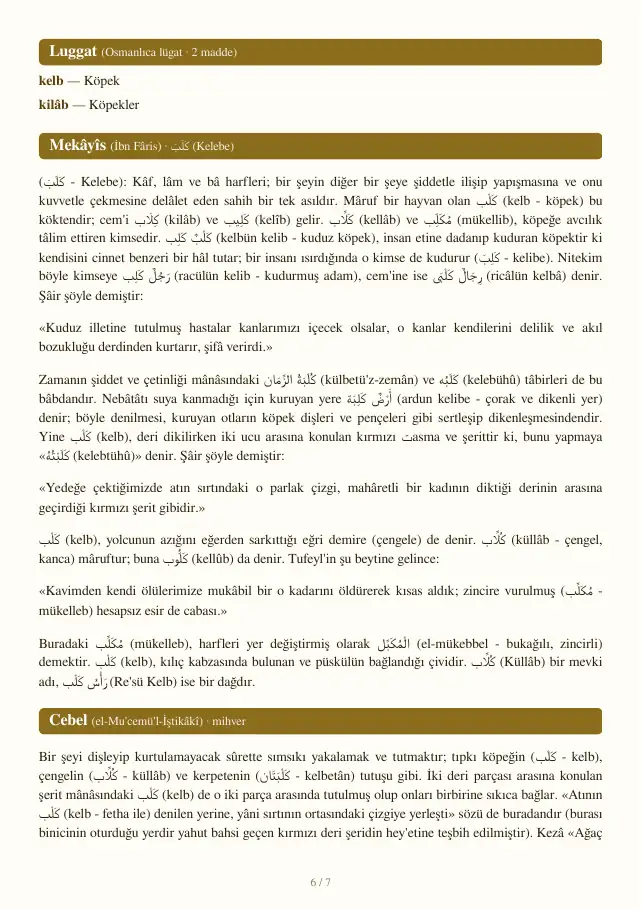 Luggat (Osmanlıca lügat · 2 madde)
kelb — Köpek
kilâb — Köpekler
Mekâyîs (İbn Fâris) · كَلَبَ (Kelebe)
(كَلَبَ - Kelebe): Kâf, lâm ve bâ harfleri; bir şeyin diğer bir şeye şiddetle ilişip yapışmasına ve onu
kuvvetle çekmesine delâlet eden sahih bir tek asıldır. Mâruf bir hayvan olan كَلْب (kelb - köpek) bu
köktendir; cem'i كِلَاب (kilâb) ve كَلِيب (kelîb) gelir. كَلَّاب (kellâb) ve مُكَلِّب (mükellib), köpeğe avcılık
tâlim ettiren kimsedir. كَلْبٌ كَلِب (kelbün kelib - kuduz köpek), insan etine dadanıp kuduran köpektir ki
kendisini cinnet benzeri bir hâl tutar; bir insanı ısırdığında o kimse de kudurur (كَلِبَ - kelibe). Nitekim
böyle kimseye رَجُلٌ كَلِب (racülün kelib - kudurmuş adam), cem'ine ise رِجَالٌ كَلْبَى (ricâlün kelbâ) denir.
Şâir şöyle demiştir:
«Kuduz illetine tutulmuş hastalar kanlarımızı içecek olsalar, o kanlar kendilerini delilik ve akıl
bozukluğu derdinden kurtarır, şifâ verirdi.»
Zamanın şiddet ve çetinliği mânâsındaki كُلْبَةُ الزَّمَان (külbetü'z-zemân) ve كَلَبُه (kelebühû) tâbirleri de bu
bâbdandır. Nebâtâtı suya kanmadığı için kuruyan yere أَرْضٌ كَلِبَة (ardun kelibe - çorak ve dikenli yer)
denir; böyle denilmesi, kuruyan otların köpek dişleri ve pençeleri gibi sertleşip dikenleşmesindendir.
Yine كَلْب (kelb), deri dikilirken iki ucu arasına konulan kırmızı تasma ve şerittir ki, bunu yapmaya
«كَلَبْتُهُ (kelebtühû)» denir. Şâir şöyle demiştir:
«Yedeğe çektiğimizde atın sırtındaki o parlak çizgi, mahâretli bir kadının diktiği derinin arasına
geçirdiği kırmızı şerit gibidir.»
كَلْب (kelb), yolcunun azığını eğerden sarkıttığı eğri demire (çengele) de denir. كُلَّاب (küllâb - çengel,
kanca) mâruftur; buna كَلُّوب (kellûb) da denir. Tufeyl'in şu beytine gelince:
«Kavimden kendi ölülerimize mukâbil bir o kadarını öldürerek kısas aldık; zincire vurulmuş (مُكَلَّب -
mükelleb) hesapsız esir de cabası.»
Buradaki مُكَلَّب (mükelleb), harfleri yer değiştirmiş olarak الْمُكَبَّل (el-mükebbel - bukağılı, zincirli)
demektir. كَلْب (kelb), kılıç kabzasında bulunan ve püskülün bağlandığı çividir. كُلَّاب (Küllâb) bir mevki
adı, رَأْسُ كَلْب (Re'sü Kelb) ise bir dağdır.
Cebel (el-Mu'cemü'l-İştikâkî) · mihver
Bir şeyi dişleyip kurtulamayacak sûrette sımsıkı yakalamak ve tutmaktır; tıpkı köpeğin (كَلْب - kelb),
çengelin (كُلَّاب - küllâb) ve kerpetenin (كَلْبَتَان - kelbetân) tutuşu gibi. İki deri parçası arasına konulan
şerit mânâsındaki كَلْب (kelb) de o iki parça arasında tutulmuş olup onları birbirine sıkıca bağlar. «Atının
كَلْب (kelb - fetha ile) denilen yerine, yâni sırtının ortasındaki çizgiye yerleşti» sözü de buradandır (burası
binicinin oturduğu yerdir yahut bahsi geçen kırmızı deri şeridin hey'etine teşbih edilmiştir). Kezâ «Ağaç
6 / 7